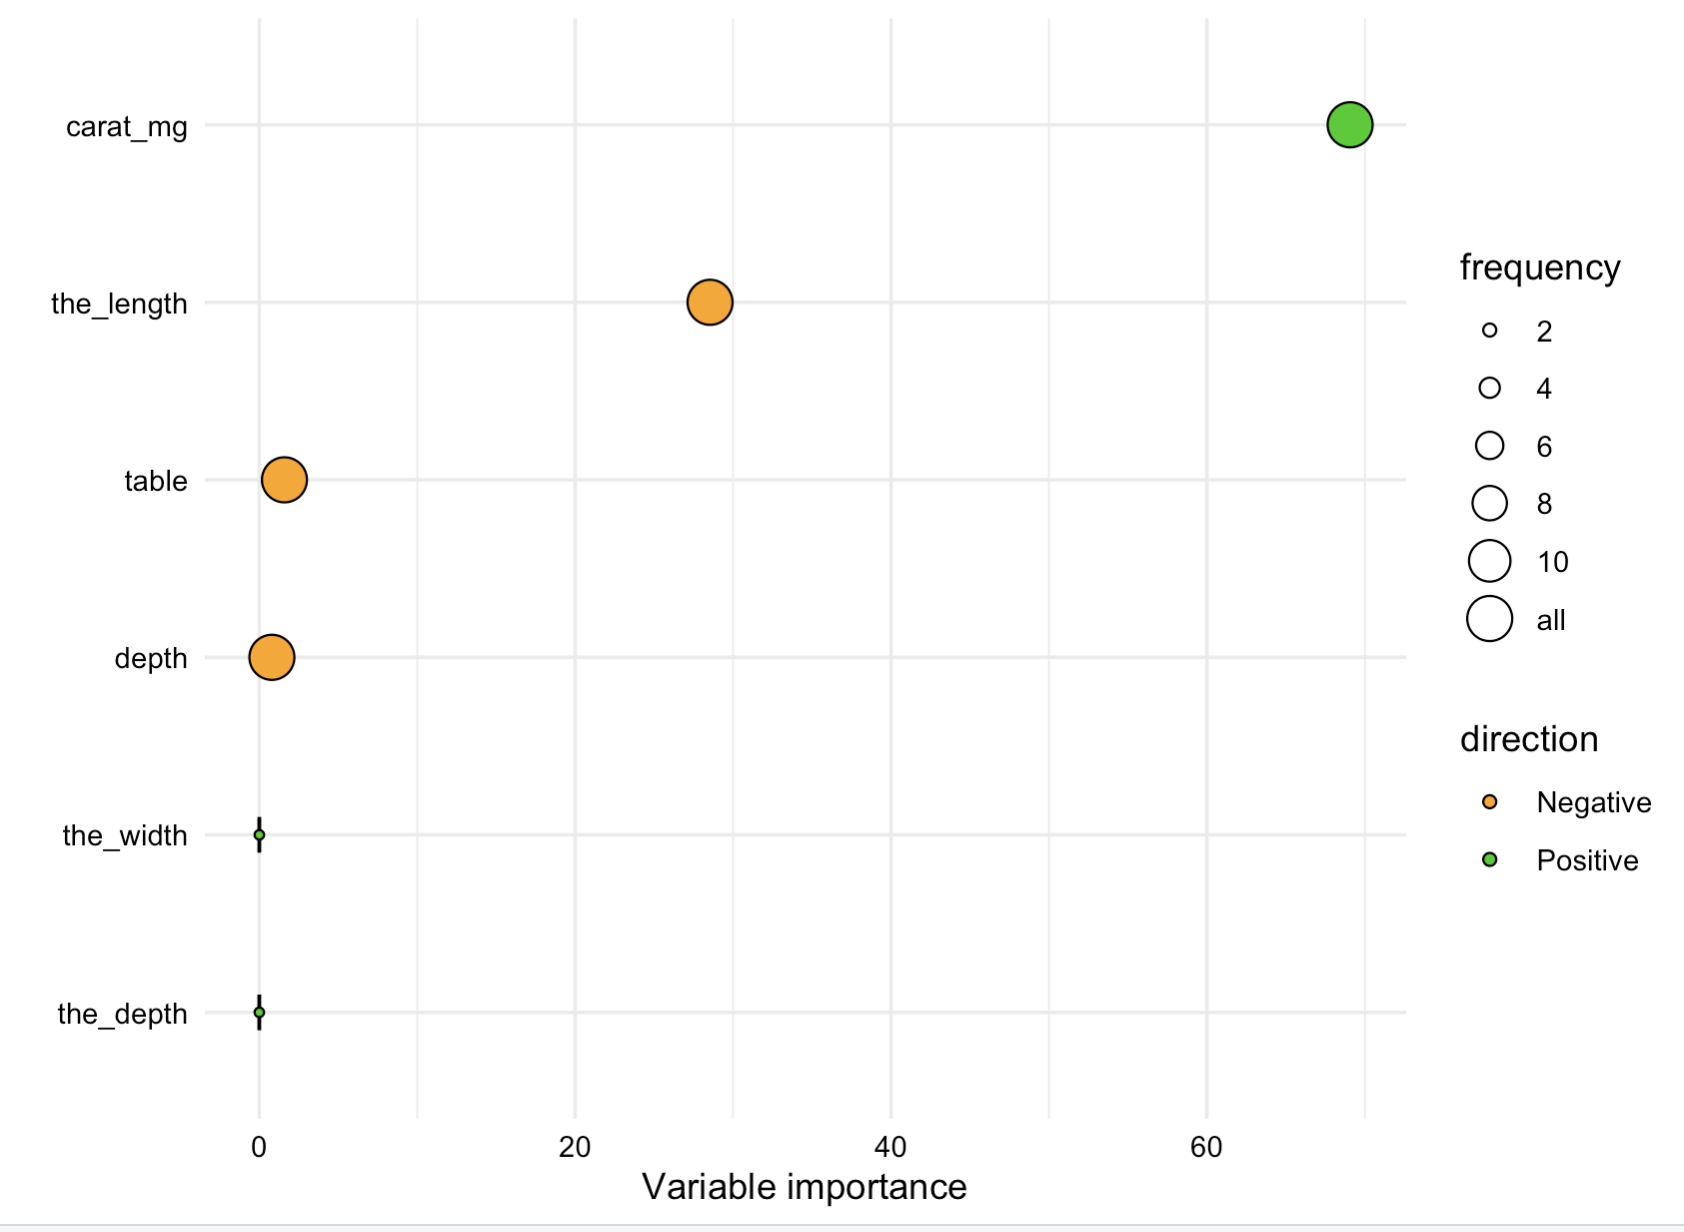 carat_mg
the_length
table
depth
the_width
the_depth
0 20 40 60
Variable importance
frequency
2
4
6
8
10
all
direction
Negative
Positive